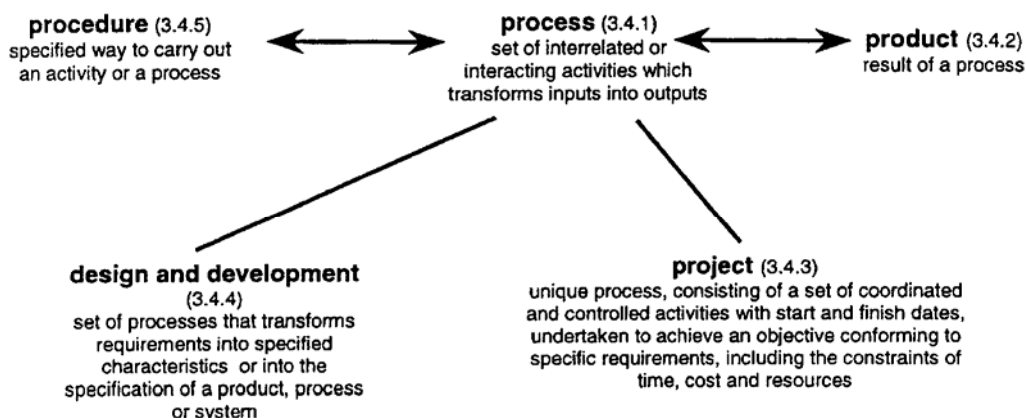 procedure (3.4.5)
specified way to carry out
an activity or a process
process (3.4.1)
set of interrelated or
interacting activities which
transforms inputs into outputs
product (3.4.2)
result of a process
design and development
(3.4.4)
set of processes that transforms
requirements into specified
characteristics or into the
specification of a product, process
or system
project (3.4.3)
unique process, consisting of a set of coordinated
and controlled activities with start and finish dates,
undertaken to achieve an objective conforming to
specific requirements, including the constraints of
time, cost and resources